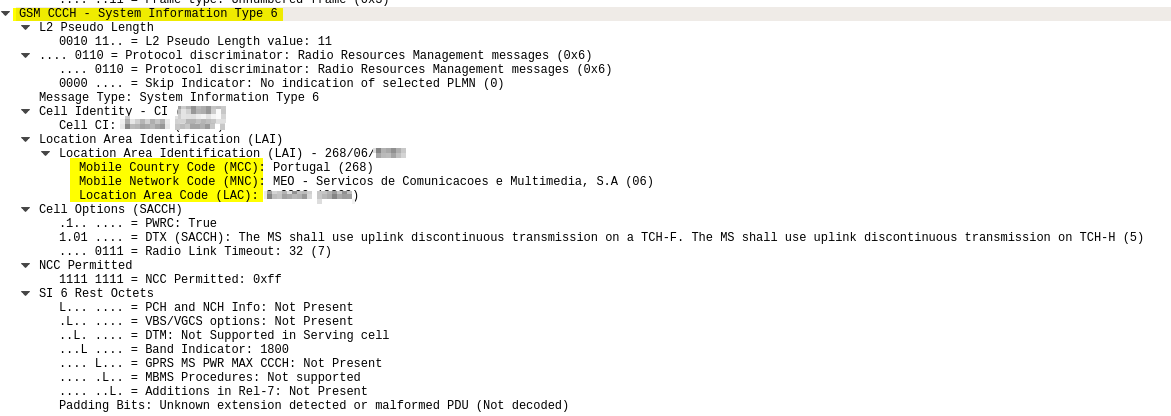 .... ..11 = Frame type: Unnumbered frame (0x3)
GSM CCCH - System Information Type 6
L2 Pseudo Length
0010 11.. = L2 Pseudo Length value: 11
.... 0110 = Protocol discriminator: Radio Resources Management messages (0x6)
.... 0110 = Protocol discriminator: Radio Resources Management messages (0x6)
0000 .... = Skip Indicator: No indication of selected PLMN (0)
Message Type: System Information Type 6
Cell Identity - CI
Cell CI:
Location Area Identification (LAI)
Location Area Identification (LAI) - 268/06/
Mobile Country Code (MCC): Portugal (268)
Mobile Network Code (MNC): MEO - Servicos de Comunicacoes e Multimedia, S.A (06)
Location Area Code (LAC):
Cell Options (SACCH)
.1.. .... = PWRC: True
1.01 .... = DTX (SACCH): The MS shall use uplink discontinuous transmission on a TCH-F. The MS shall use uplink discontinuous transmission on TCH-H (5)
.... 0111 = Radio Link Timeout: 32 (7)
NCC Permitted
1111 1111 = NCC Permitted: 0xff
SI 6 Rest Octets
L... .... = PCH and NCH Info: Not Present
.L.. .... = VBS/VGCS options: Not Present
..L. .... = DTM: Not Supported in Serving cell
...L .... = Band Indicator: 1800
.... L... = GPRS MS PWR MAX CCCH: Not Present
.... .L.. = MBMS Procedures: Not supported
.... ..L. = Additions in Rel-7: Not Present
Padding Bits: Unknown extension detected or malformed PDU (Not decoded)